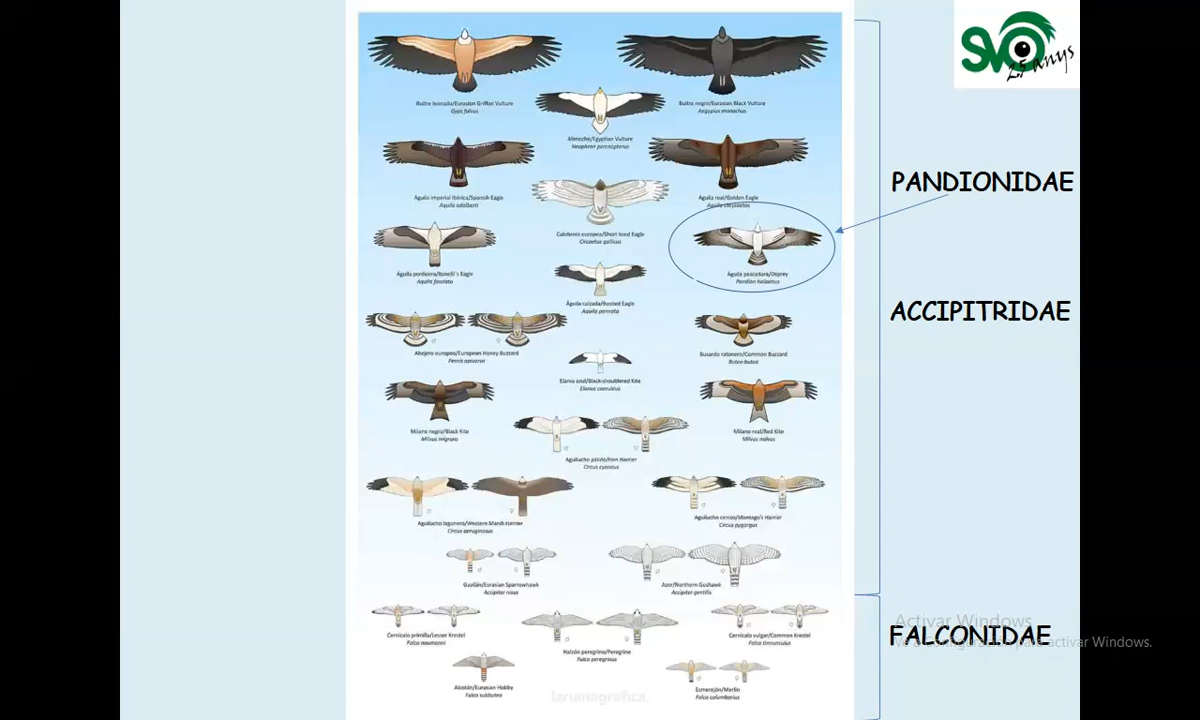 SVO
25 anys
Buitre leonado/Eurasian Griffon Vulture
Gyps fulvus
Buitre negro/Eurasian Black Vulture
Aegypius monachus
Alimoche/Egyptian Vulture
Neophron percnopterus
PANDIONIDAE
Águila imperial ibérica/Spanish Eagle
Aquila adalberti
Águila real/Golden Eagle
Aquila chrysaetos
Culebrera europea/Short toed Eagle
Circaetus gallicus
Águila perdicera/Bonelli´s Eagle
Aquila fasciata
Águila pescadora/Osprey
Pandion haliaetus
Águila calzada/Booted Eagle
Aquila pennata
ACCIPITRIDAE
Abejero europeo/European Honey Buzzard
Pernis apivorus
Busardo ratonero/Common Buzzard
Buteo buteo
Elanio azul/Black-shouldered Kite
Elanus caeruleus
Milano negro/Black Kite
Milvus migrans
Milano real/Red Kite
Milvus milvus
Aguilucho pálido/Hen Harrier
Circus cyaneus
Aguilucho lagunero/Western Marsh Harrier
Circus aeruginosus
Aguilucho cenizo/Montagu's Harrier
Circus pygargus
Gavilán/Eurasian Sparrowhawk
Accipiter nisus
Azor/Northern Goshawk
Accipiter gentilis
Cernícalo primilla/Lesser Krestel
Falco naumanni
Halcón peregrino/Peregrine
Falco peregrinus
Cernícalo vulgar/Common Krestel
Falco tinnunculus
Activar Windows
FALCONIDAE
Ve a Configuración para activar Windows.
Alcotán/Eurasian Hobby
Falco subbuteo
Esmerejón/Merlin
Falco columbarius
larumografica.